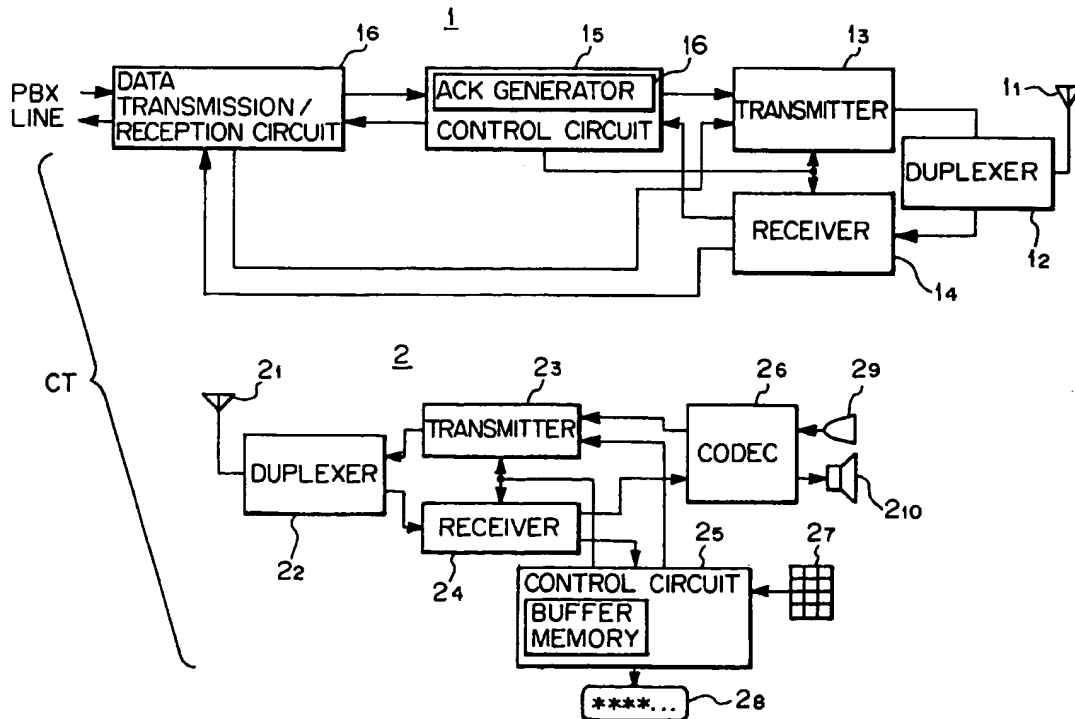 1
16
15
16
13
11
PBX
LINE
DATA
TRANSMISSION/
RECEPTION CIRCUIT
ACK GENERATOR
CONTROL CIRCUIT
TRANSMITTER
DUPLEXER
12
RECEIVER
14
CT
2
21
23
26
29
TRANSMITTER
DUPLEXER
CODEC
210
22
RECEIVER
24
25
27
CONTROL CIRCUIT
BUFFER
MEMORY
****...
28